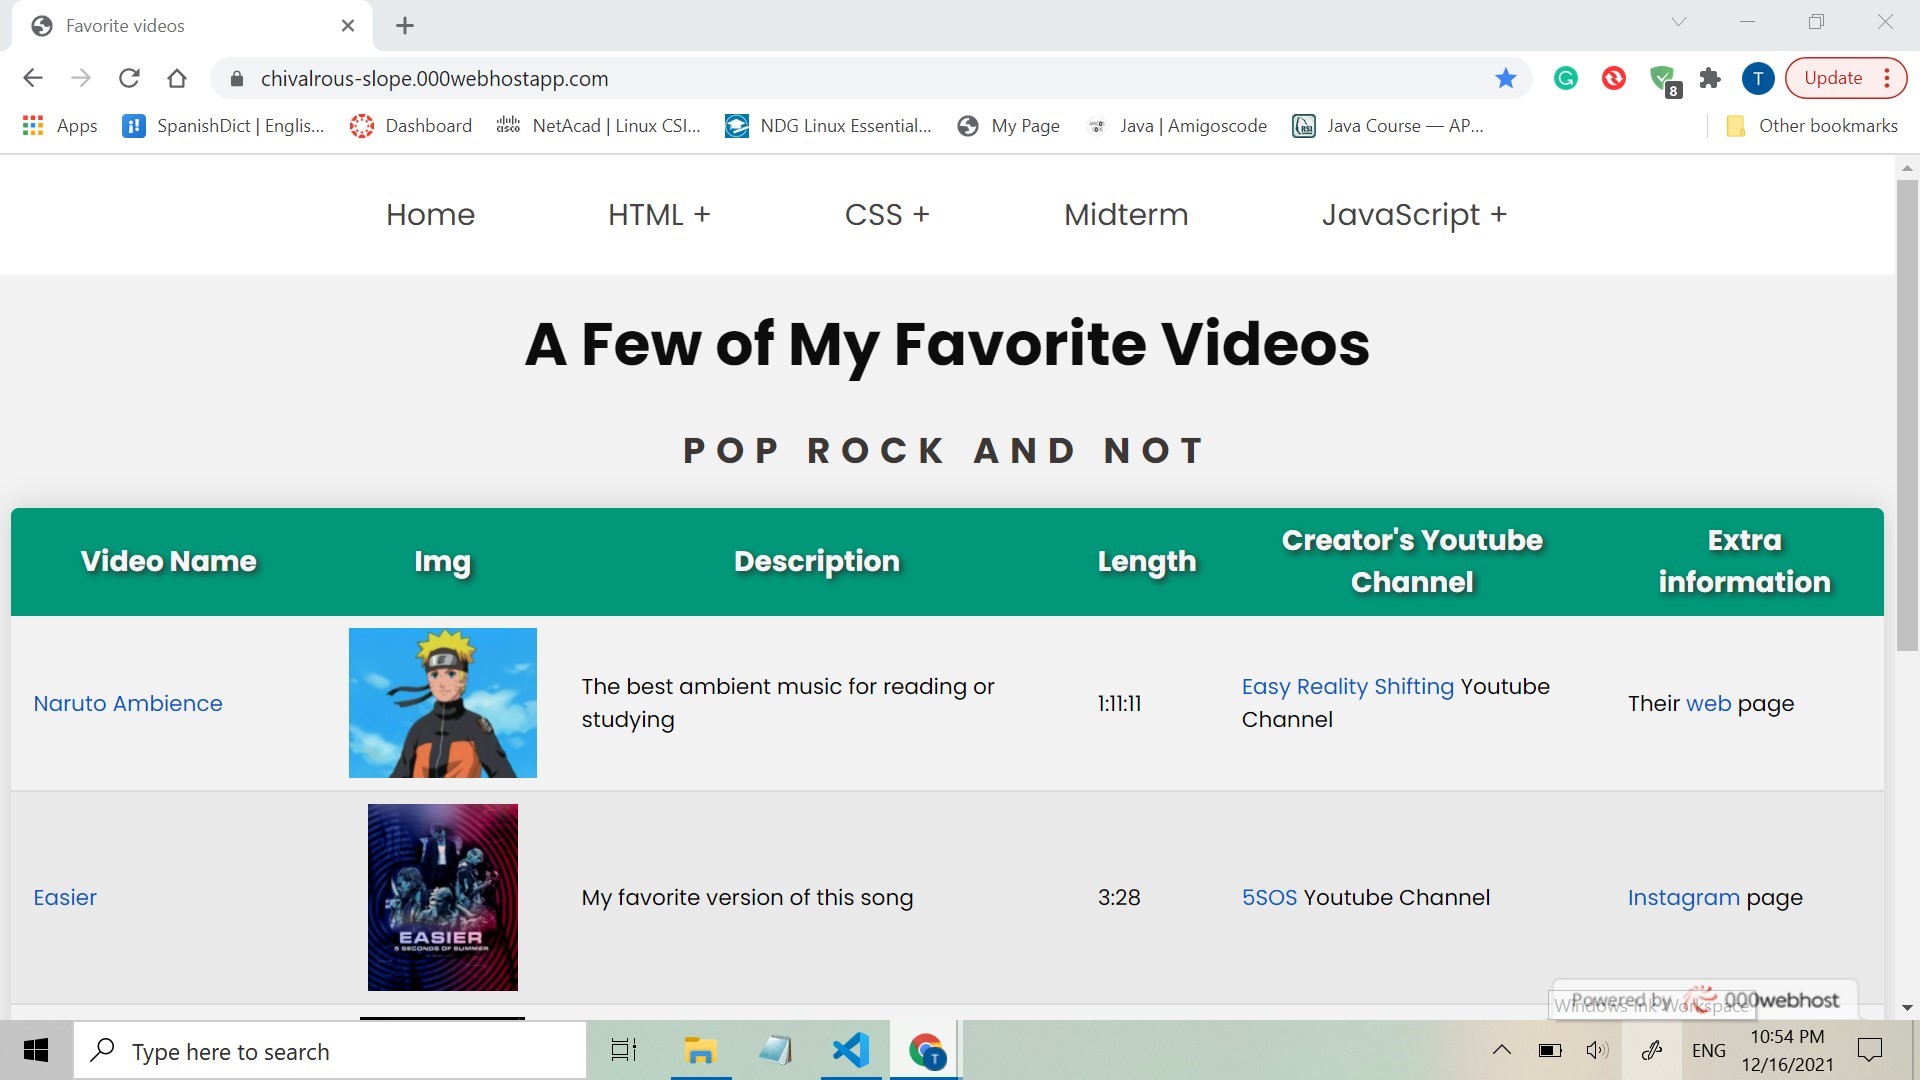 Favorite videos
chivalrous-slope.000webhostapp.com
8
T
Update
Apps
SpanishDict | Englis...
Dashboard
NetAcad | Linux CSI...
NDG Linux Essential...
My Page
Java | Amigoscode
Java Course — AP...
Other bookmarks
Home
HTML +
CSS +
Midterm
JavaScript +
A Few of My Favorite Videos
POP ROCK AND NOT
Video Name
Img
Description
Length
Creator's Youtube
Channel
Extra
information
Naruto Ambience
The best ambient music for reading or
studying
1:11:11
Easy Reality Shifting Youtube
Channel
Their web page
Easier
EASIER
5 SECONDS OF SUMMER
My favorite version of this song
3:28
5SOS Youtube Channel
Instagram page
Powered by 000webhost
Windows Ink Workspace
Type here to search
T
ENG
10:54 PM
12/16/2021